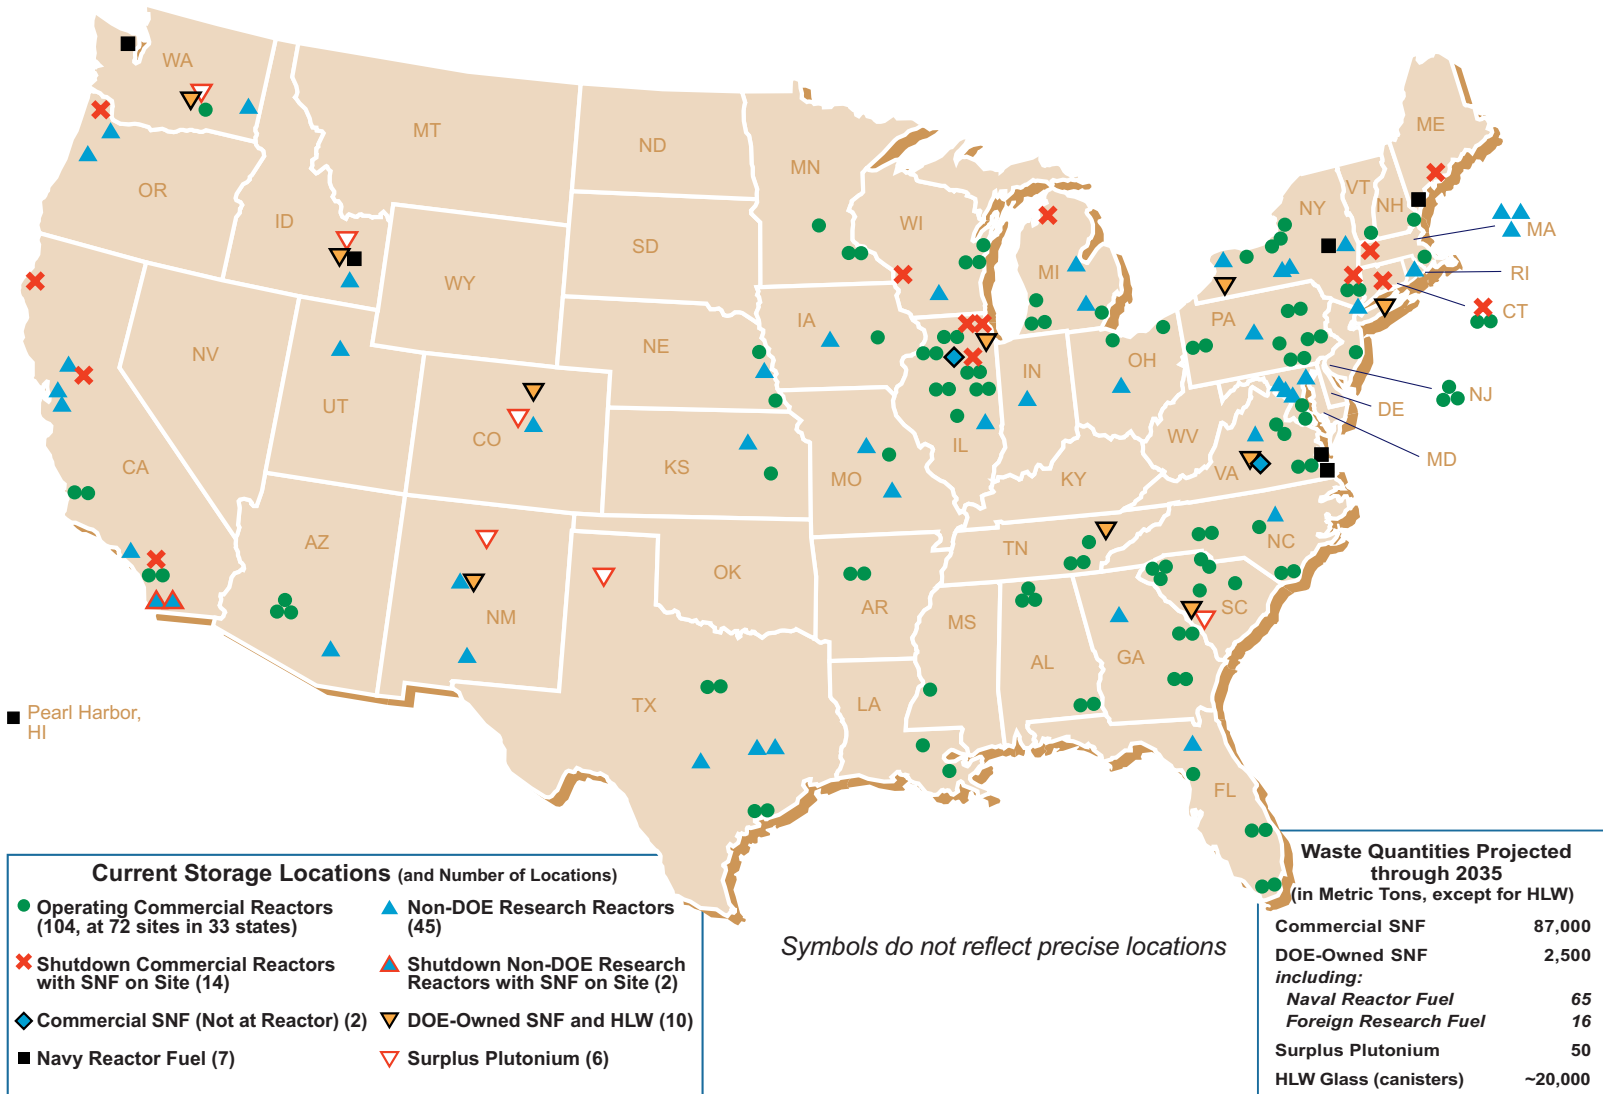 WA
MT
ND
MN
ME
OR
ID
SD
WI
MI
NY
VT
NH
MA
RI
CT
WY
NV
UT
CO
NE
IA
IL
IN
OH
PA
NJ
DE
MD
CA
KS
MO
KY
WV
VA
AZ
NM
OK
AR
TN
NC
SC
MS
AL
GA
TX
LA
FL
Pearl Harbor,
HI
Current Storage Locations (and Number of Locations)
Operating Commercial Reactors
(104, at 72 sites in 33 states)
Shutdown Commercial Reactors
with SNF on Site (14)
Commercial SNF (Not at Reactor) (2)
Navy Reactor Fuel (7)
Non-DOE Research Reactors
(45)
Shutdown Non-DOE Research
Reactors with SNF on Site (2)
DOE-Owned SNF and HLW (10)
Surplus Plutonium (6)
Symbols do not reflect precise locations
Waste Quantities Projected
through 2035
(in Metric Tons, except for HLW)
Commercial SNF 87,000
DOE-Owned SNF 2,500
including:
Naval Reactor Fuel 65
Foreign Research Fuel 16
Surplus Plutonium 50
HLW Glass (canisters) ~20,000